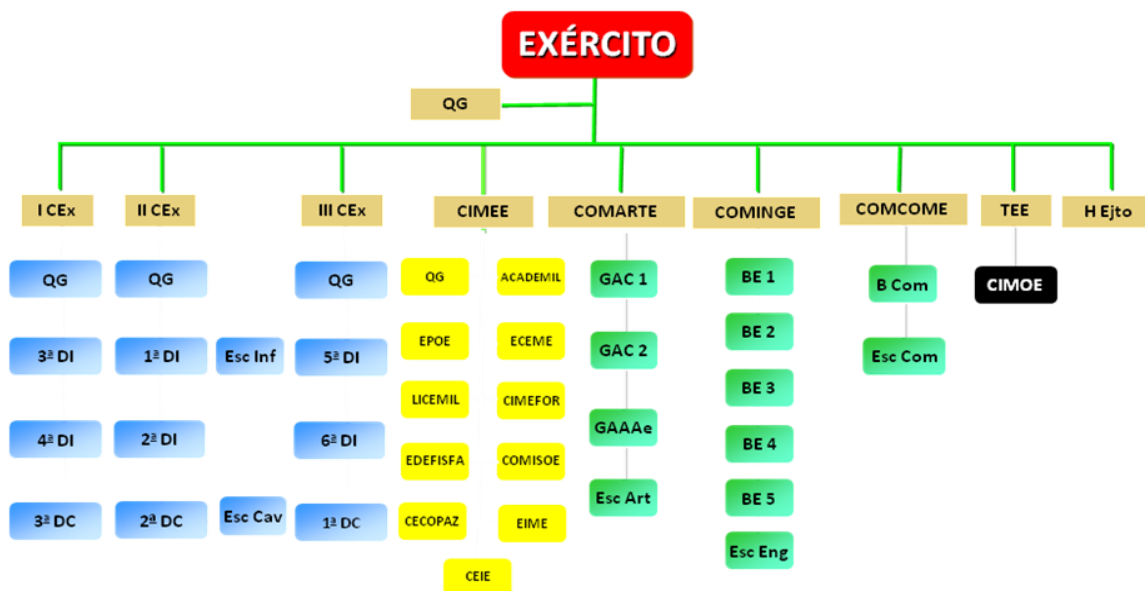 EXÉRCITO
QG
I CEx
II CEx
III CEx
CIMEE
COMARTE
COMINGE
COMCOME
TEE
H Ejto
QG
3ª DI
4ª DI
3ª DC
QG
1ª DI
2ª DI
2ª DC
Esc Inf
Esc Cav
QG
5ª DI
6ª DI
1ª DC
QG
ACADEMIL
EPOE
ECEME
LICEMIL
CIMEFOR
EDEFISFA
COMISOE
CECOPAZ
EIME
CEIE
GAC 1
GAC 2
GAAAe
Esc Art
BE 1
BE 2
BE 3
BE 4
BE 5
Esc Eng
B Com
Esc Com
CIMOE